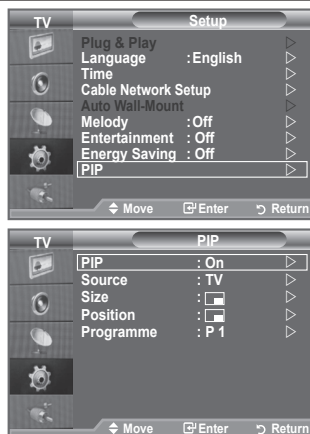 TV Setup
Plug & Play
Language : English
Time
Cable Network Setup
Auto Wall-Mount
Melody : Off
Entertainment : Off
Energy Saving : Off
PIP
Move Enter Return
TV PIP
PIP : On
Source : TV
Size :
Position :
Programme : P 1
Move Enter Return